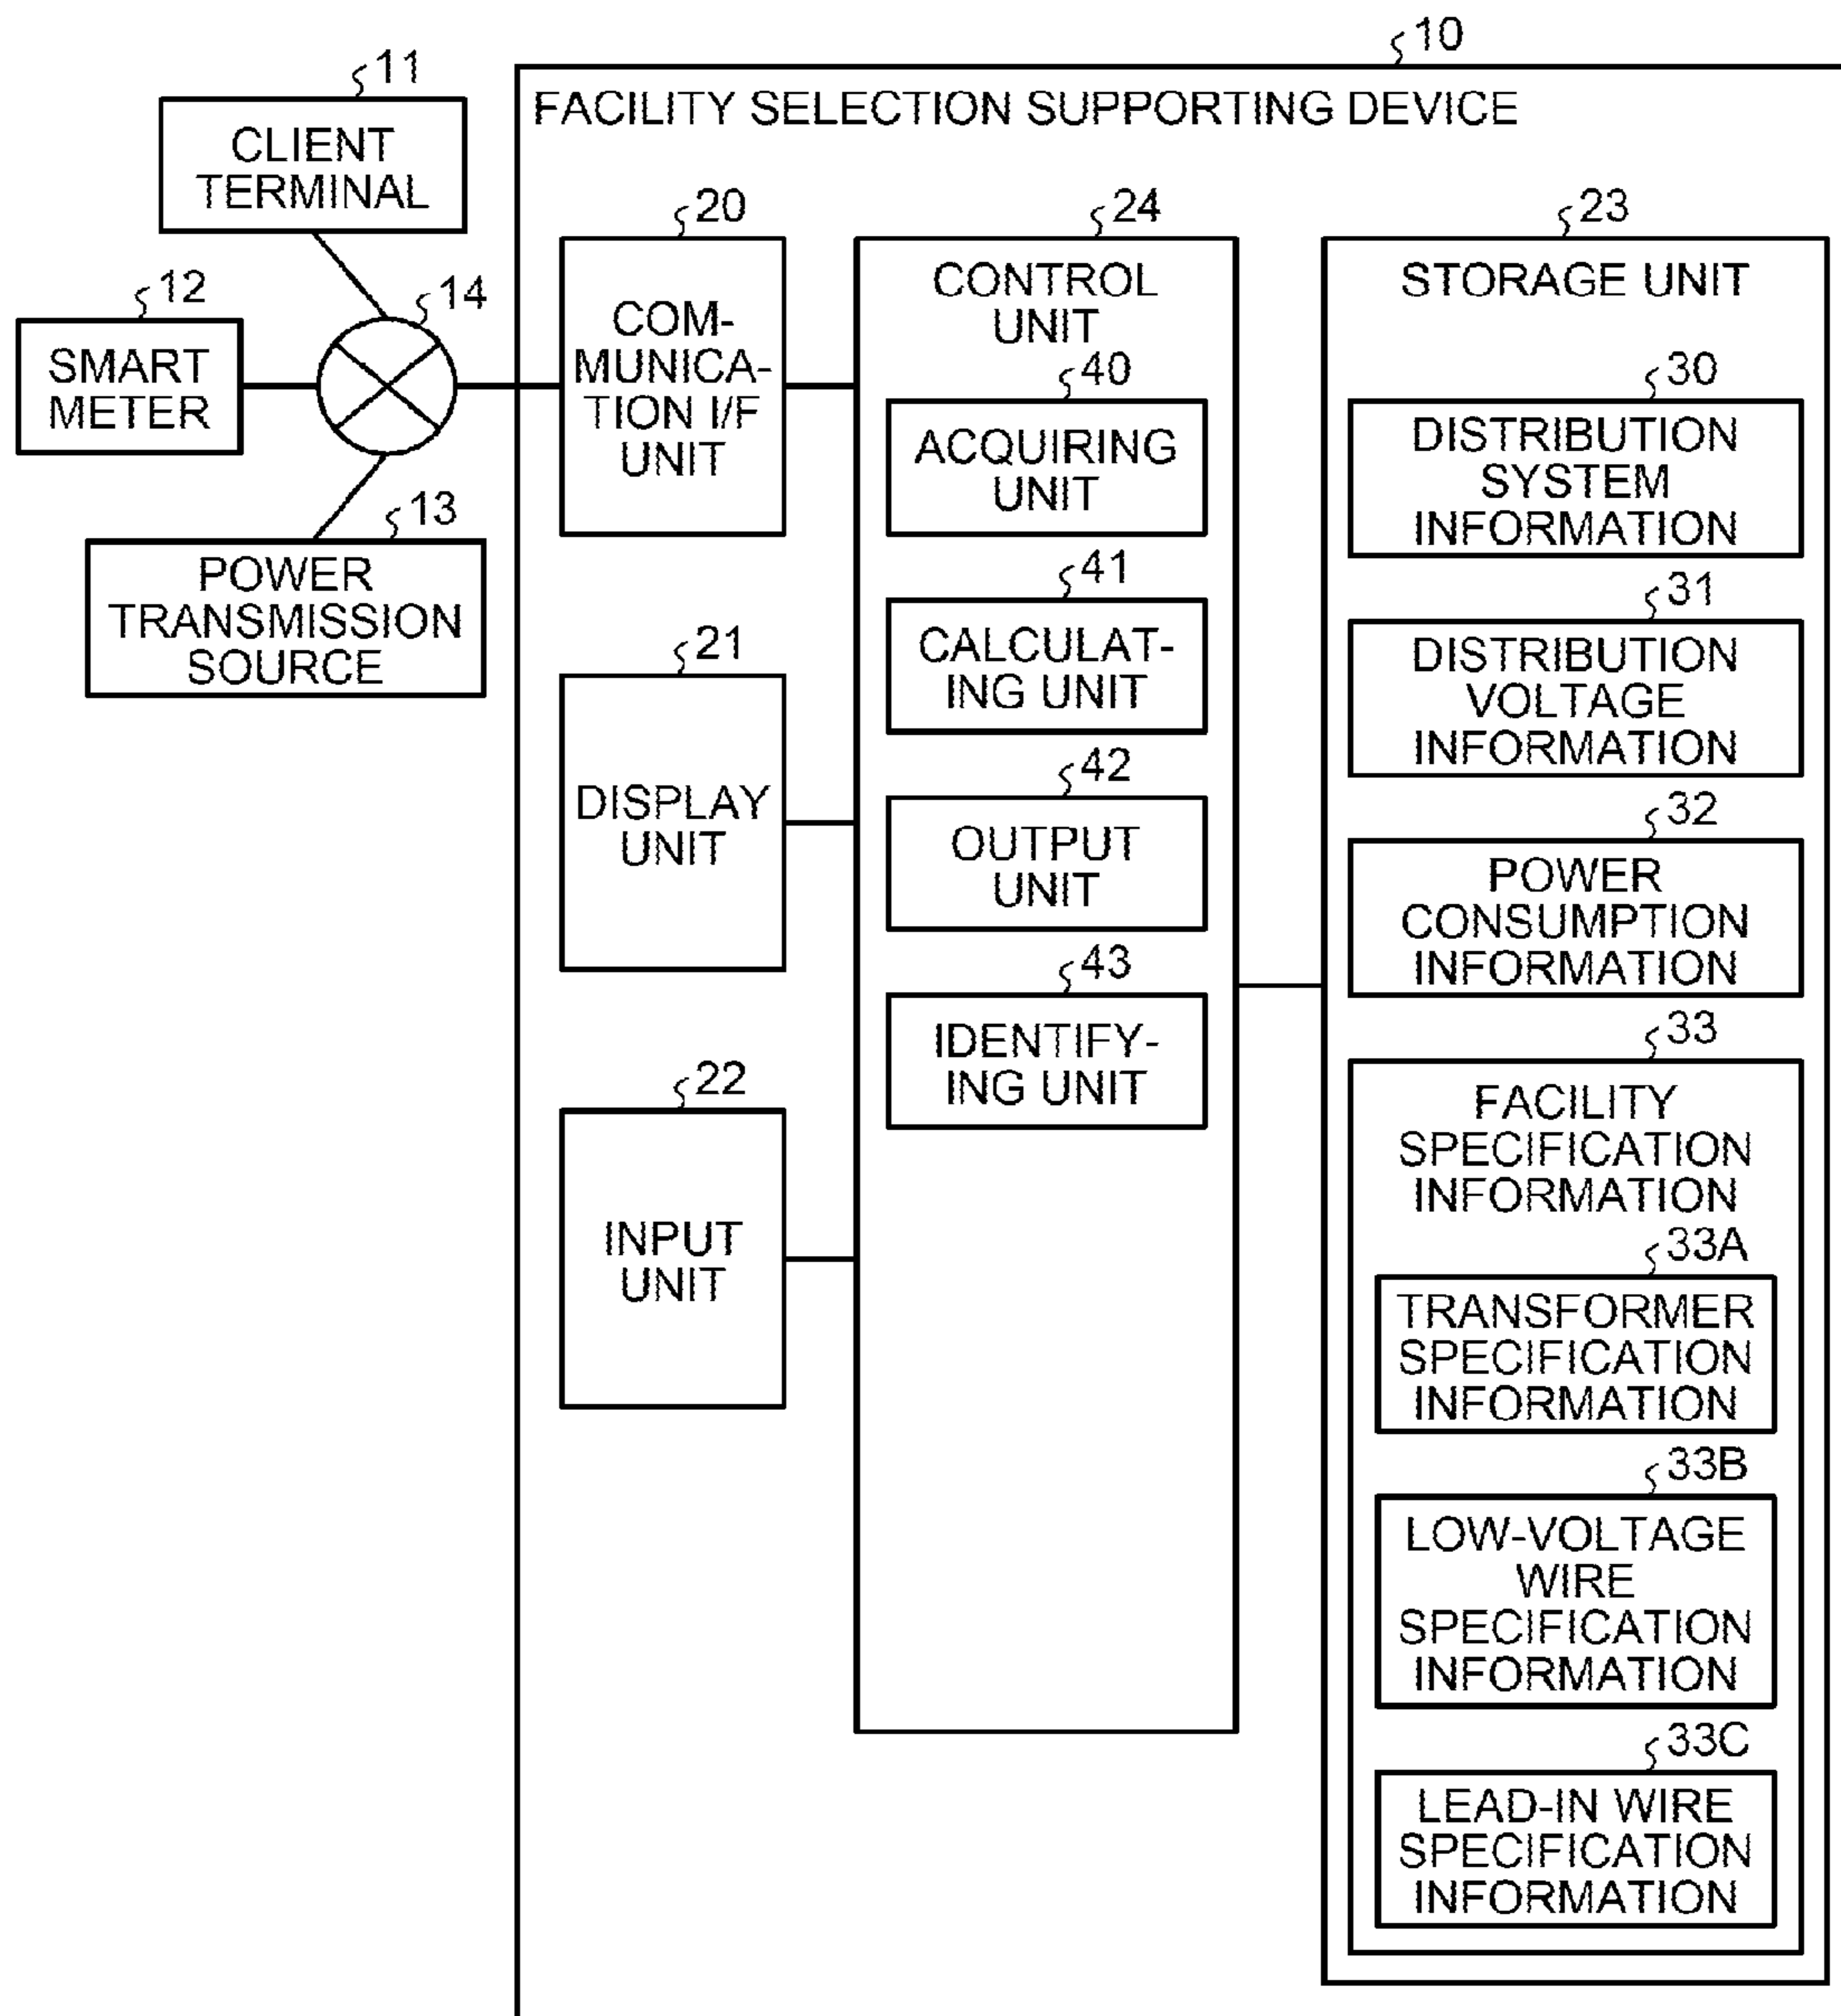 10
FACILITY SELECTION SUPPORTING DEVICE
11
CLIENT
TERMINAL
12
SMART
METER
14
13
POWER
TRANSMISSION
SOURCE
20
COM-
MUNICA-
TION I/F
UNIT
21
DISPLAY
UNIT
22
INPUT
UNIT
24
CONTROL
UNIT
40
ACQUIRING
UNIT
41
CALCULAT-
ING UNIT
42
OUTPUT
UNIT
43
IDENTIFY-
ING UNIT
23
STORAGE UNIT
30
DISTRIBUTION
SYSTEM
INFORMATION
31
DISTRIBUTION
VOLTAGE
INFORMATION
32
POWER
CONSUMPTION
INFORMATION
33
FACILITY
SPECIFICATION
INFORMATION
33A
TRANSFORMER
SPECIFICATION
INFORMATION
33B
LOW-VOLTAGE
WIRE
SPECIFICATION
INFORMATION
33C
LEAD-IN WIRE
SPECIFICATION
INFORMATION